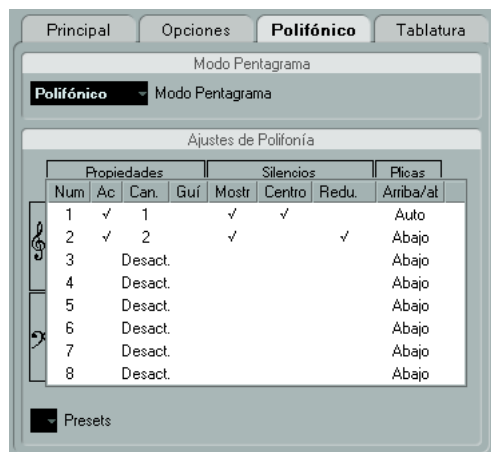 Principal Opciones Polifónico Tablatura
Modo Pentagrama
Polifónico Modo Pentagrama
Ajustes de Polifonía
Propiedades Silencios Plicas
Num Ac Can. Guí Mostr Centro Redu. Arriba/ab
1 √ 1 √ √ Auto
2 √ 2 √ √ Abajo
3 Desact. Abajo
4 Desact. Abajo
5 Desact. Abajo
6 Desact. Abajo
7 Desact. Abajo
8 Desact. Abajo
Presets